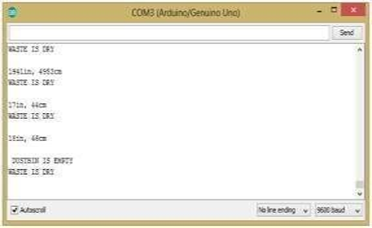 COM3 (Arduino/Genuino Uno)
Send
WASTE IS DRY
1941in, 4953cm
WASTE IS DRY
17in, 44cm
WASTE IS DRY
18in, 46cm
DUSTBIN IS EMPTY
WASTE IS DRY
Autoscroll
No line ending
9600 baud